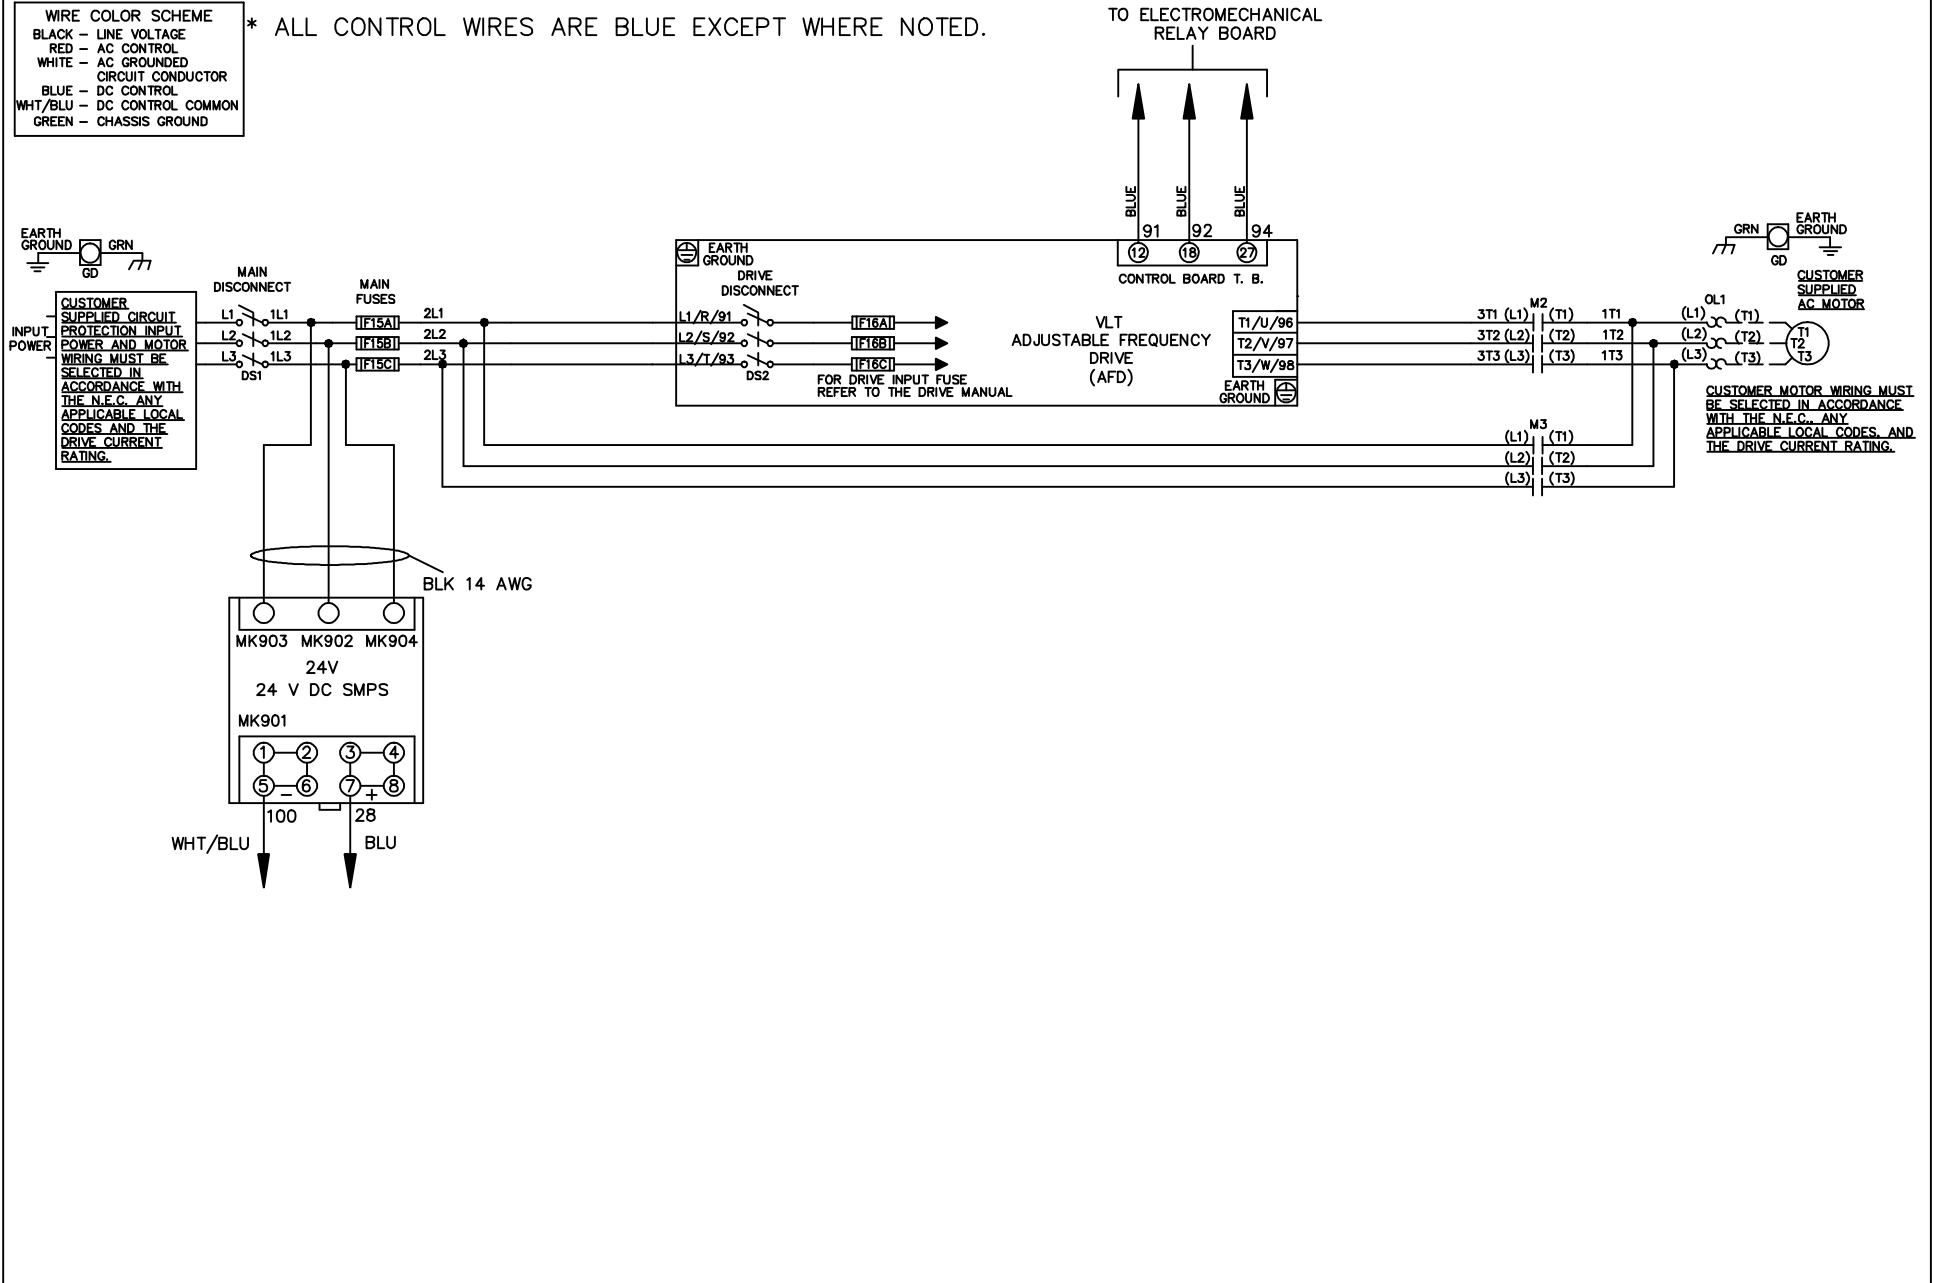 WIRE COLOR SCHEME
BLACK – LINE VOLTAGE
RED – AC CONTROL
WHITE – AC GROUNDED
CIRCUIT CONDUCTOR
BLUE – DC CONTROL
WHT/BLU – DC CONTROL COMMON
GREEN – CHASSIS GROUND
* ALL CONTROL WIRES ARE BLUE EXCEPT WHERE NOTED.
TO ELECTROMECHANICAL
RELAY BOARD
BLUE
BLUE
BLUE
91 92 94
12 18 27
CONTROL BOARD T. B.
EARTH
GROUND
GRN
GD
INPUT
POWER
CUSTOMER
SUPPLIED CIRCUIT
PROTECTION INPUT
POWER AND MOTOR
WIRING MUST BE
SELECTED IN
ACCORDANCE WITH
THE N.E.C. ANY
APPLICABLE LOCAL
CODES AND THE
DRIVE CURRENT
RATING.
MAIN
DISCONNECT
L1 1L1
L2 1L2
L3 1L3
DS1
MAIN
FUSES
F15A
F15B
F15C
2L1
2L2
2L3
EARTH
GROUND
DRIVE
DISCONNECT
L1/R/91
L2/S/92
L3/T/93
DS2
F16A
F16B
F16C
FOR DRIVE INPUT FUSE
REFER TO THE DRIVE MANUAL
VLT
ADJUSTABLE FREQUENCY
DRIVE
(AFD)
T1/U/96
T2/V/97
T3/W/98
EARTH
GROUND
M2
3T1 (L1) (T1) 1T1
3T2 (L2) (T2) 1T2
3T3 (L3) (T3) 1T3
M3
(L1) (T1)
(L2) (T2)
(L3) (T3)
OL1
(L1) (T1)
(L2) (T2)
(L3) (T3)
T1
T2
T3
GRN
EARTH
GROUND
GD
CUSTOMER
SUPPLIED
AC MOTOR
CUSTOMER MOTOR WIRING MUST
BE SELECTED IN ACCORDANCE
WITH THE N.E.C., ANY
APPLICABLE LOCAL CODES, AND
THE DRIVE CURRENT RATING.
BLK 14 AWG
MK903 MK902 MK904
24V
24 V DC SMPS
MK901
1 2 3 4
5 6 7 8
– +
100 28
WHT/BLU BLU